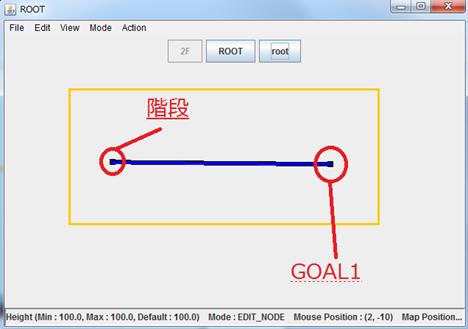 ROOT
File Edit View Mode Action
2F ROOT root
階段
GOAL1
Height (Min : 100.0, Max : 100.0, Default : 100.0) Mode : EDIT_NODE Mouse Position : (2, -10) Map Position...